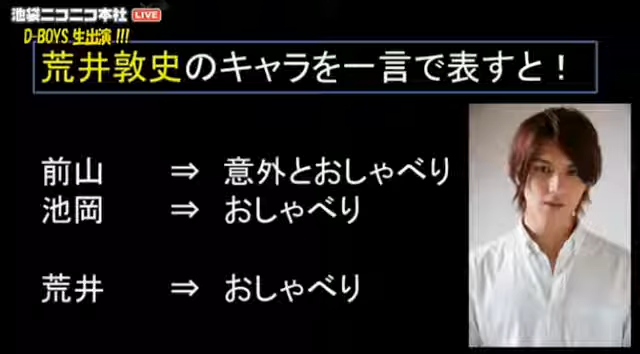 池袋ニコニコ本社 LIVE
D-BOYS 生出演 !!!
荒井敦史のキャラを一言で表すと！
前山 ⇒ 意外とおしゃべり
池岡 ⇒ おしゃべり
荒井 ⇒ おしゃべり